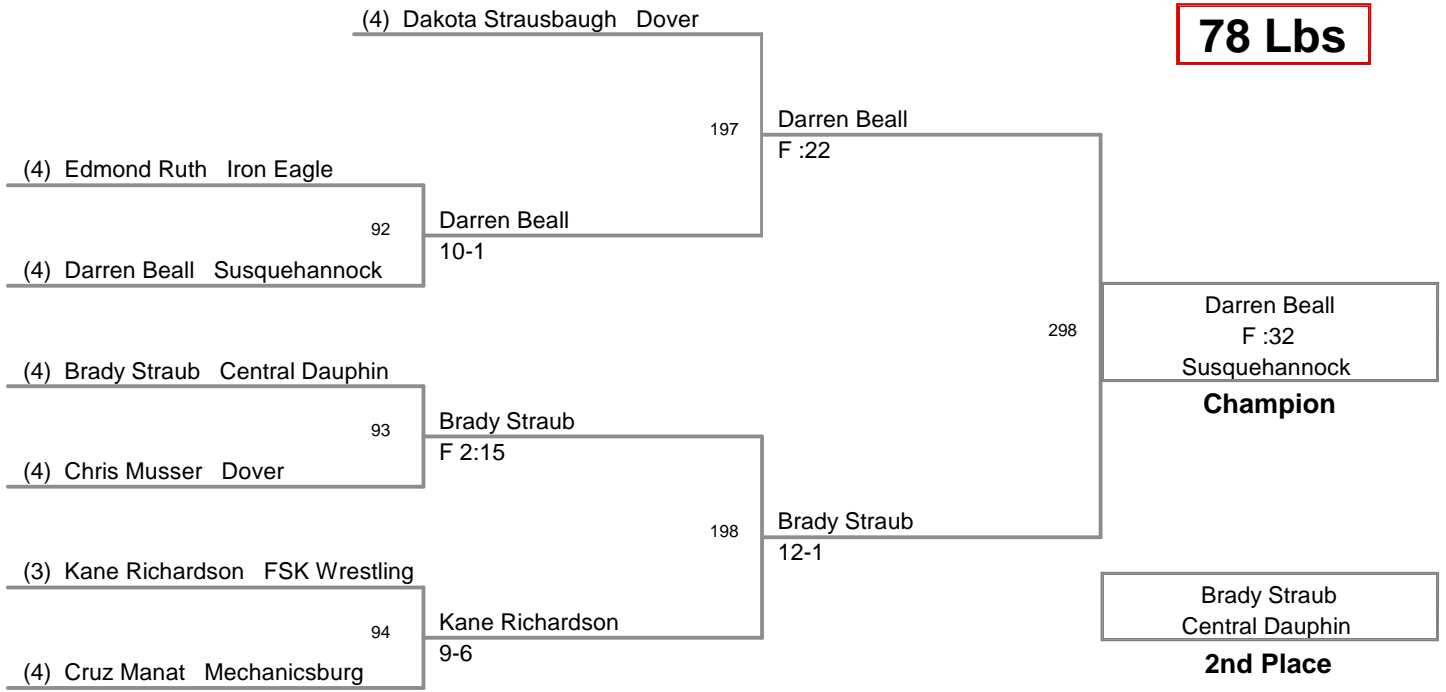 (4) Dakota Strausbaugh Dover
78 Lbs
197
Darren Beall
F :22
(4) Edmond Ruth Iron Eagle
92
Darren Beall
10-1
(4) Darren Beall Susquehannock
298
Darren Beall
F :32
Susquehannock
Champion
(4) Brady Straub Central Dauphin
93
Brady Straub
F 2:15
(4) Chris Musser Dover
198
Brady Straub
12-1
(3) Kane Richardson FSK Wrestling
94
Kane Richardson
9-6
(4) Cruz Manat Mechanicsburg
Brady Straub
Central Dauphin
2nd Place